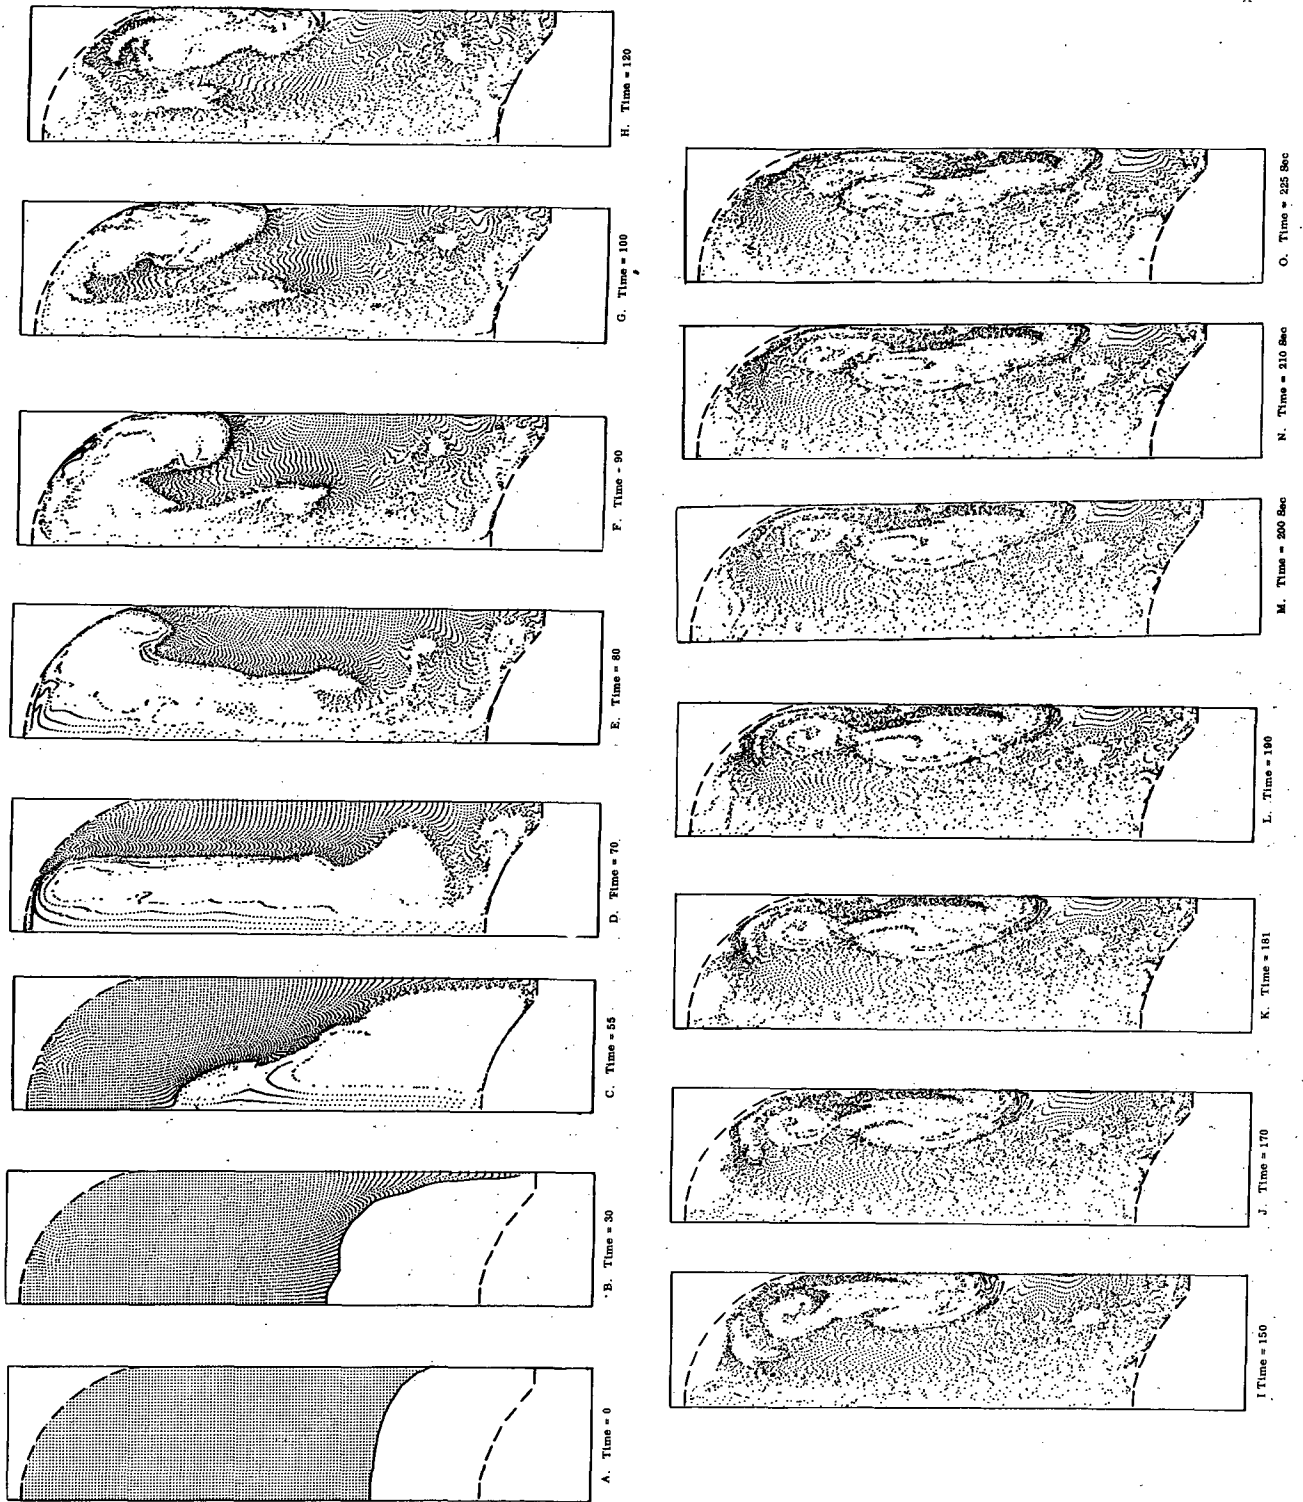 A. Time = 0
B. Time = 30
C. Time = 55
D. Time = 70
E. Time = 80
F. Time - 90
G. Time = 100
H. Time = 120
I Time = 150
J. Time = 170
K. Time = 181
L. Time = 190
M. Time = 200 Sec
N. Time = 210 Sec
O. Time = 225 Sec